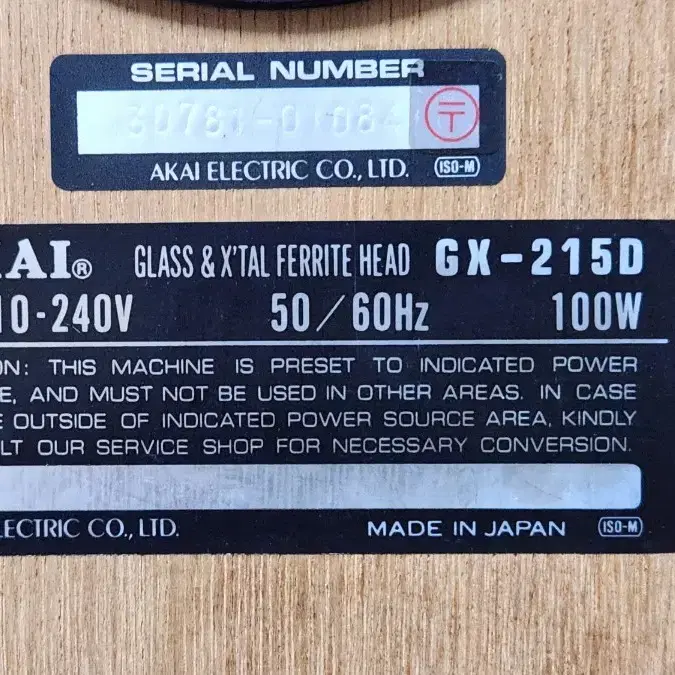 SERIAL NUMBER
AKAI ELECTRIC CO., LTD. ISO-M
KAI® GLASS & X'TAL FERRITE HEAD GX-215D
10-240V 50/60Hz 100W
ON: THIS MACHINE IS PRESET TO INDICATED POWER
E, AND MUST NOT BE USED IN OTHER AREAS. IN CASE
E OUTSIDE OF INDICATED POWER SOURCE AREA, KINDLY
LT OUR SERVICE SHOP FOR NECESSARY CONVERSION.
ECTRIC CO., LTD. MADE IN JAPAN ISO-M